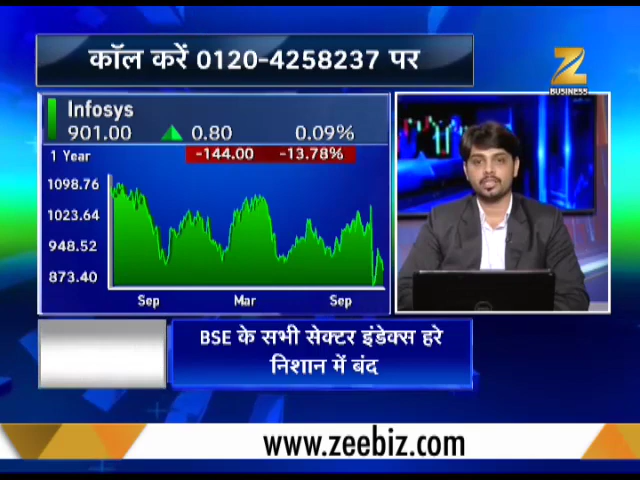 कॉल करें 0120-4258237 पर
Z
BUSINESS
Infosys
901.00 0.80 0.09%
1 Year -144.00 -13.78%
1098.76
1023.64
948.52
873.40
Sep Mar Sep
BSE के सभी सेक्टर इंडेक्स हरे
निशान में बंद
www.zeebiz.com